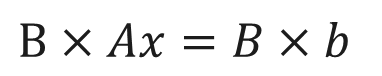 B × Ax = B × b